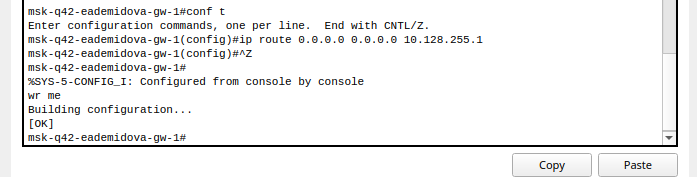 msk-q42-eademidova-gw-1#conf t
Enter configuration commands, one per line.  End with CNTL/Z.
msk-q42-eademidova-gw-1(config)#ip route 0.0.0.0 0.0.0.0 10.128.255.1
msk-q42-eademidova-gw-1(config)#^Z
msk-q42-eademidova-gw-1#
%SYS-5-CONFIG_I: Configured from console by console
wr me
Building configuration...
[OK]
msk-q42-eademidova-gw-1#
Copy Paste